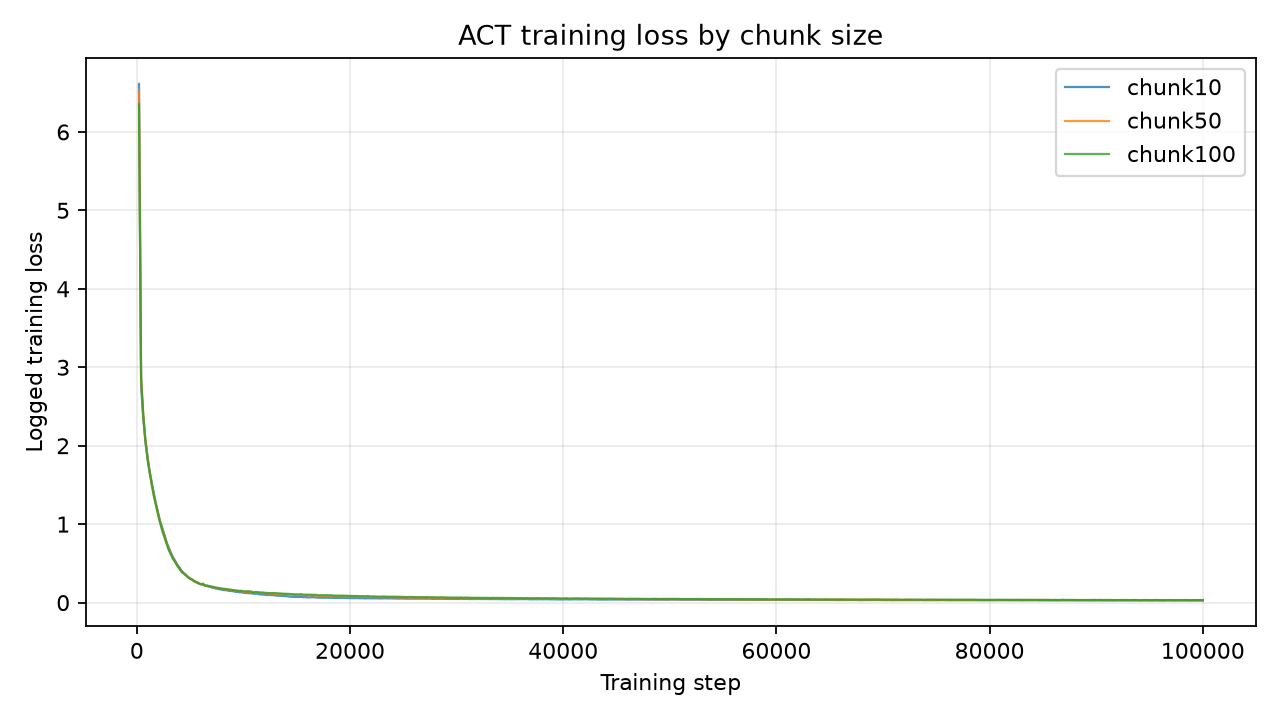 ACT training loss by chunk size
chunk10
chunk50
chunk100
Logged training loss
6
5
4
3
2
1
0
0
20000
40000
60000
80000
100000
Training step